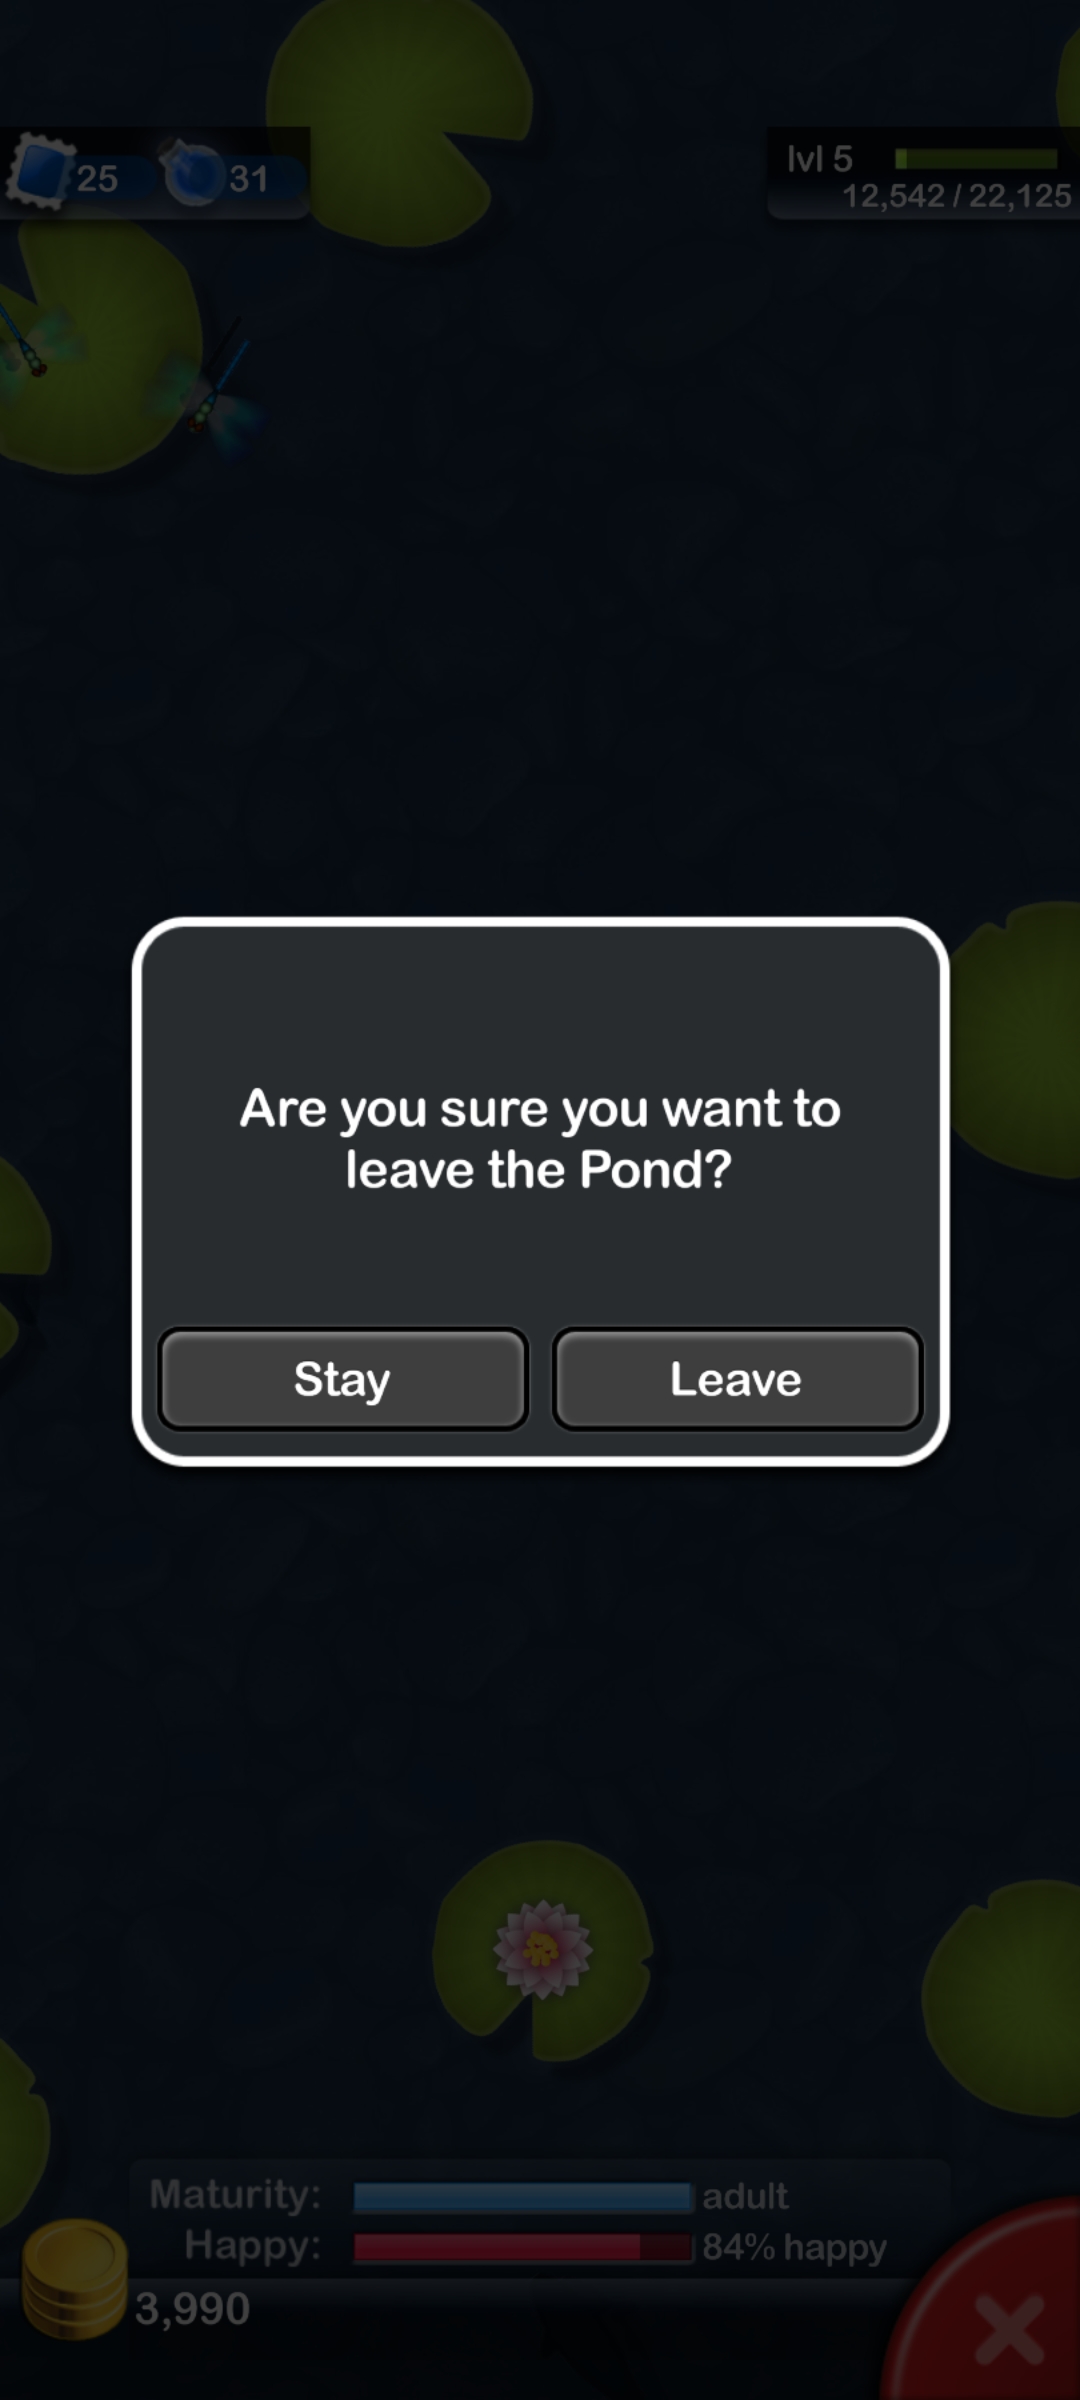 25 31
lvl 5
12,542 / 22,125
Are you sure you want to
leave the Pond?
Stay Leave
Maturity: adult
Happy: 84% happy
3,990